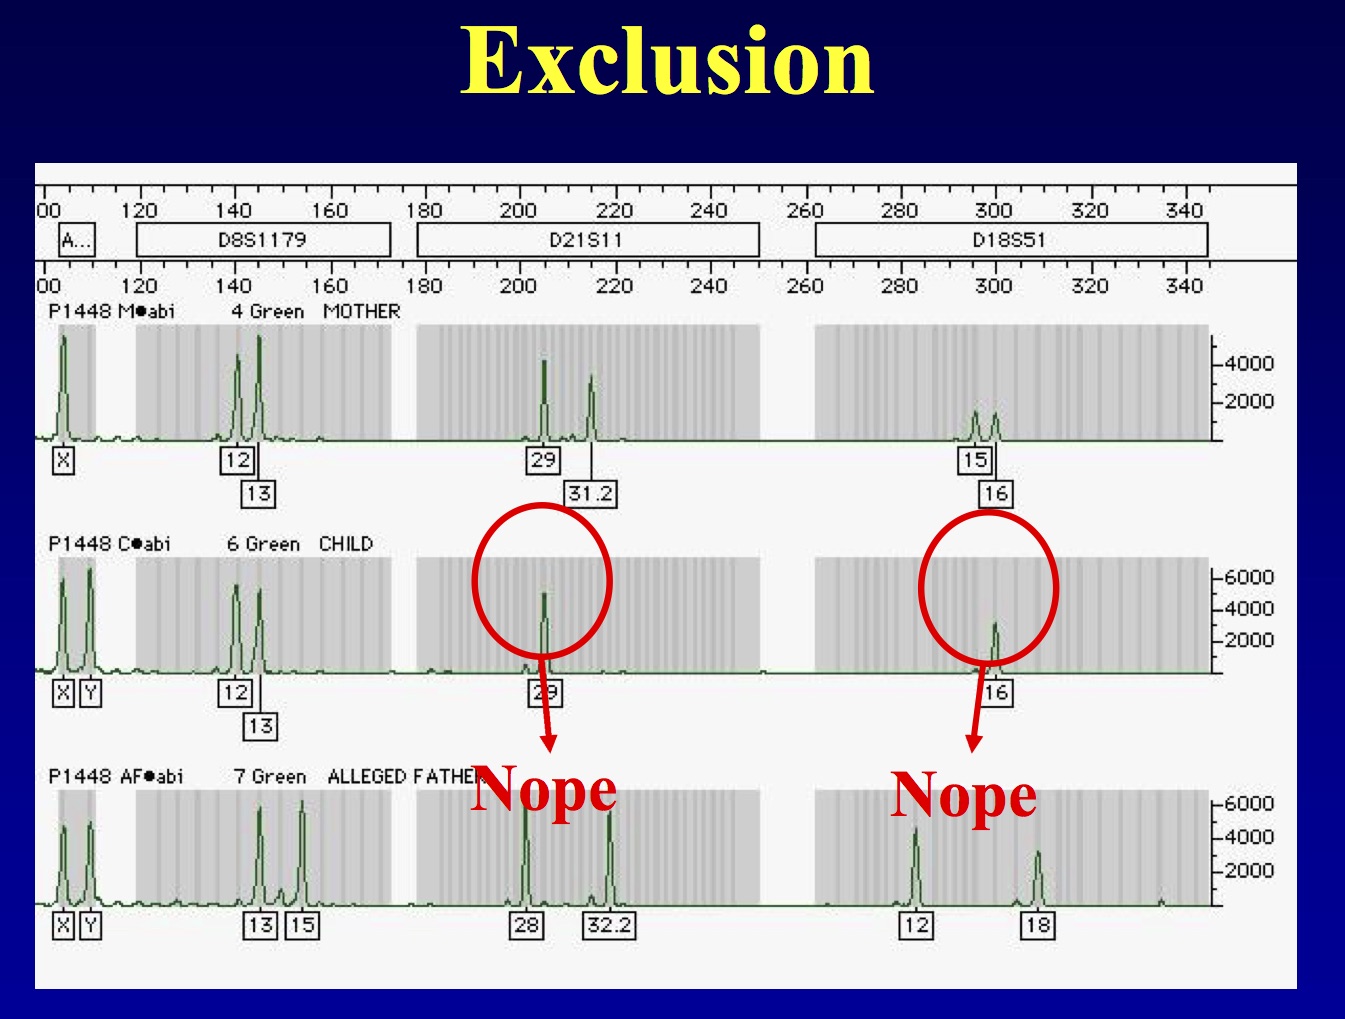 Exclusion
00 120 140 160 180 200 220 240 260 280 300 320 340
A... D8S1179 D21S11 D18S51
00 120 140 160 180 200 220 240 260 280 300 320 340
P1448 M●abi 4 Green MOTHER
4000
2000
X 12 29 15
13 31.2 16
P1448 C●abi 6 Green CHILD
6000
4000
2000
X Y 12 29 16
13
P1448 AF●abi 7 Green ALLEGED FATHER
Nope Nope
6000
4000
2000
X Y 13 15 28 32.2 12 18